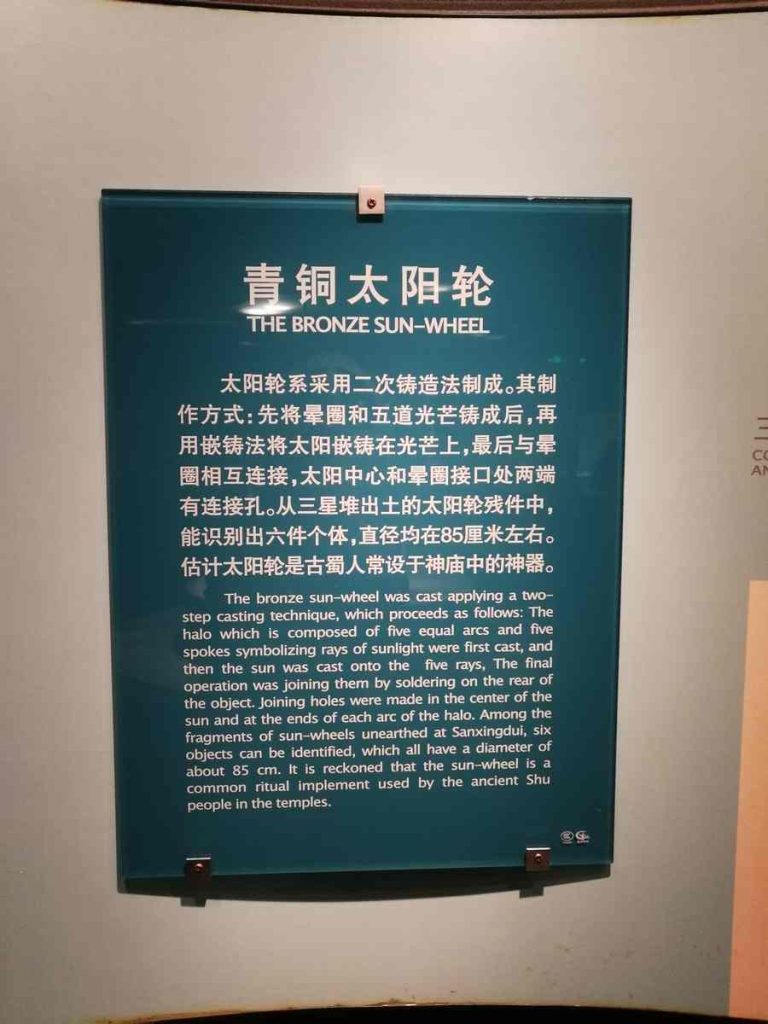 青铜太阳轮
THE BRONZE SUN-WHEEL
太阳轮系采用二次铸造法制成。其制
作方式：先将晕圈和五道光芒铸成后，再
用嵌铸法将太阳嵌铸在光芒上，最后与晕
圈相互连接，太阳中心和晕圈接口处两端
有连接孔。从三星堆出土的太阳轮残件中，
能识别出六件个体，直径均在85厘米左右。
估计太阳轮是古蜀人常设于神庙中的神器。
The bronze sun-wheel was cast applying a two-
step casting technique, which proceeds as follows: The
halo which is composed of five equal arcs and five
spokes symbolizing rays of sunlight were first cast, and
then the sun was cast onto the five rays, The final
operation was joining them by soldering on the rear of
the object. Joining holes were made in the center of the
sun and at the ends of each arc of the halo. Among the
fragments of sun-wheels unearthed at Sanxingdui, six
objects can be identified, which all have a diameter of
about 85 cm. It is reckoned that the sun-wheel is a
common ritual implement used by the ancient Shu
people in the temples.
三
CO
AN